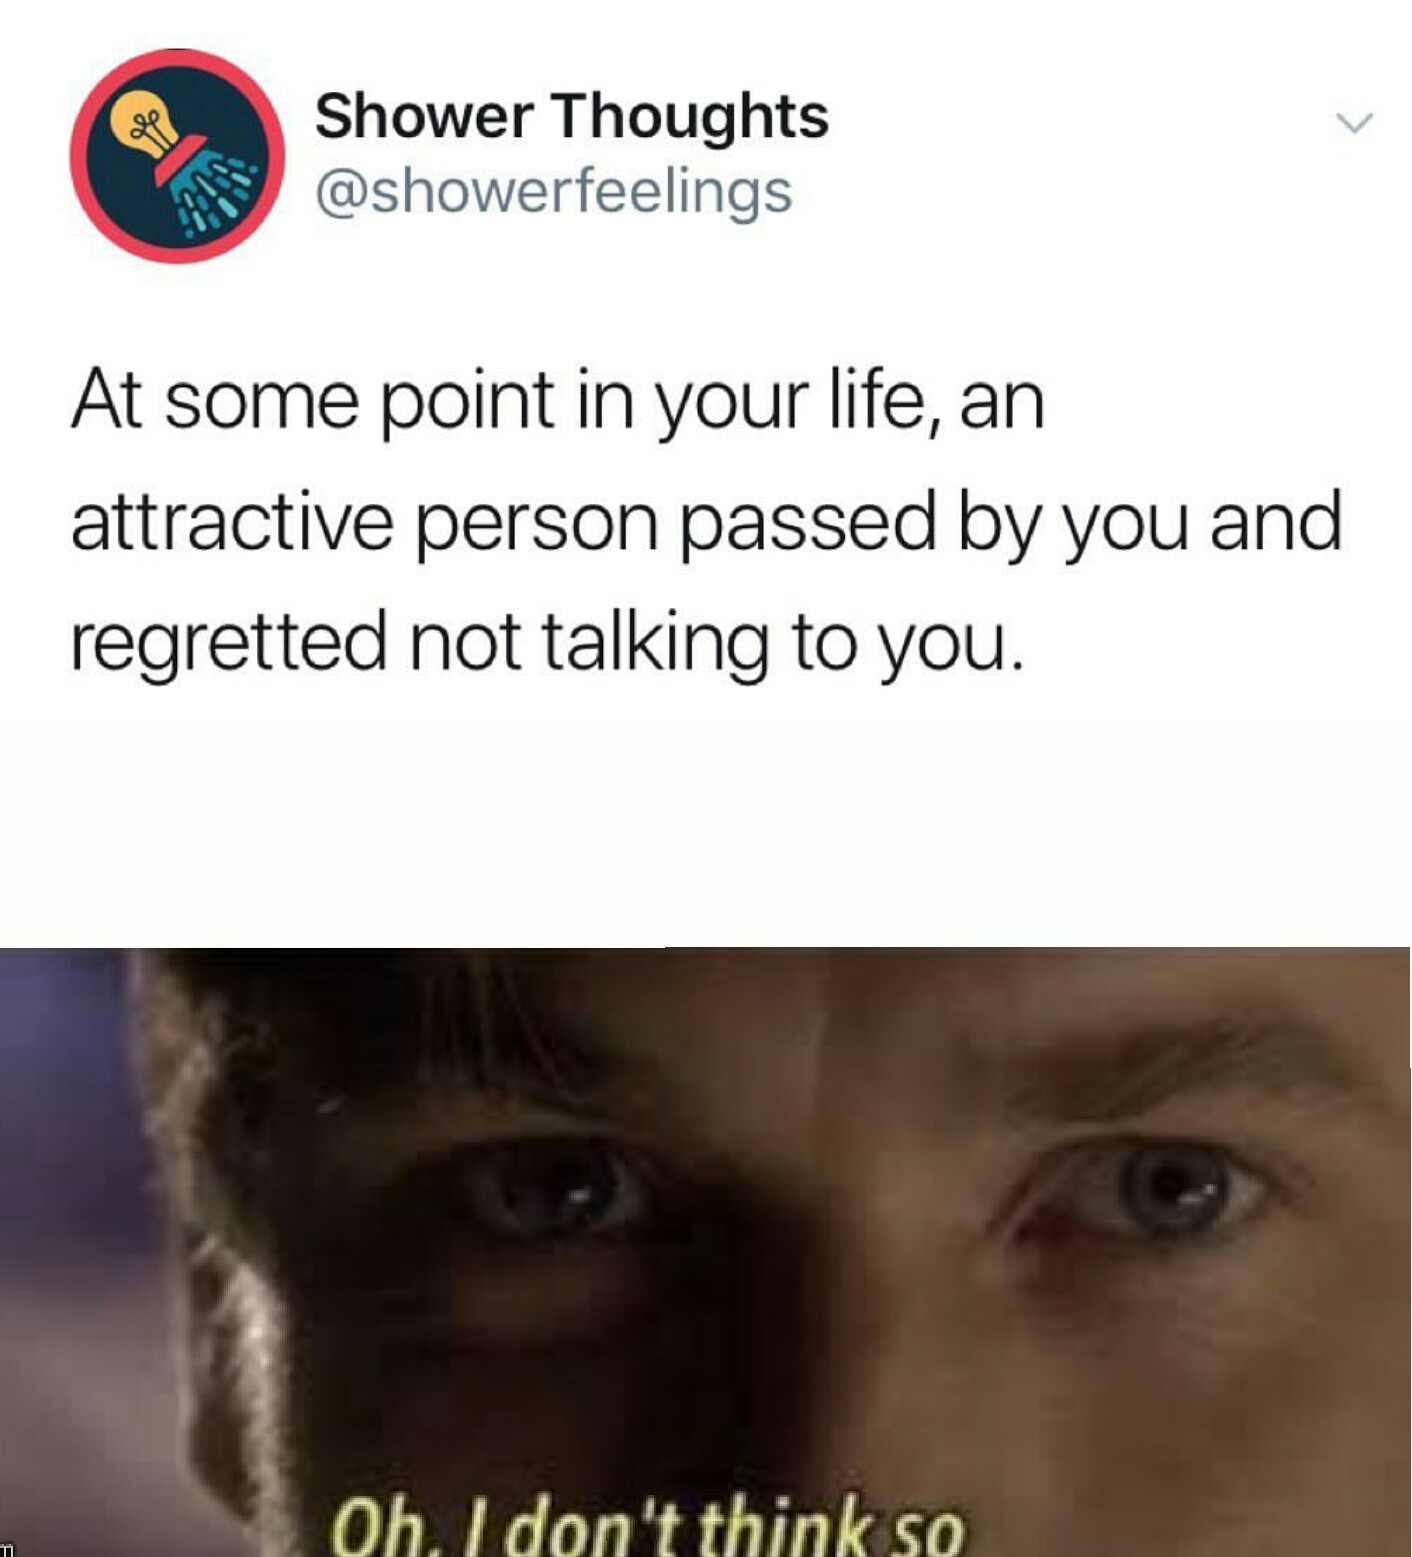 Shower Thoughts
@showerfeelings
At some point in your life, an
attractive person passed by you and
regretted not talking to you.
Oh, I don't think so